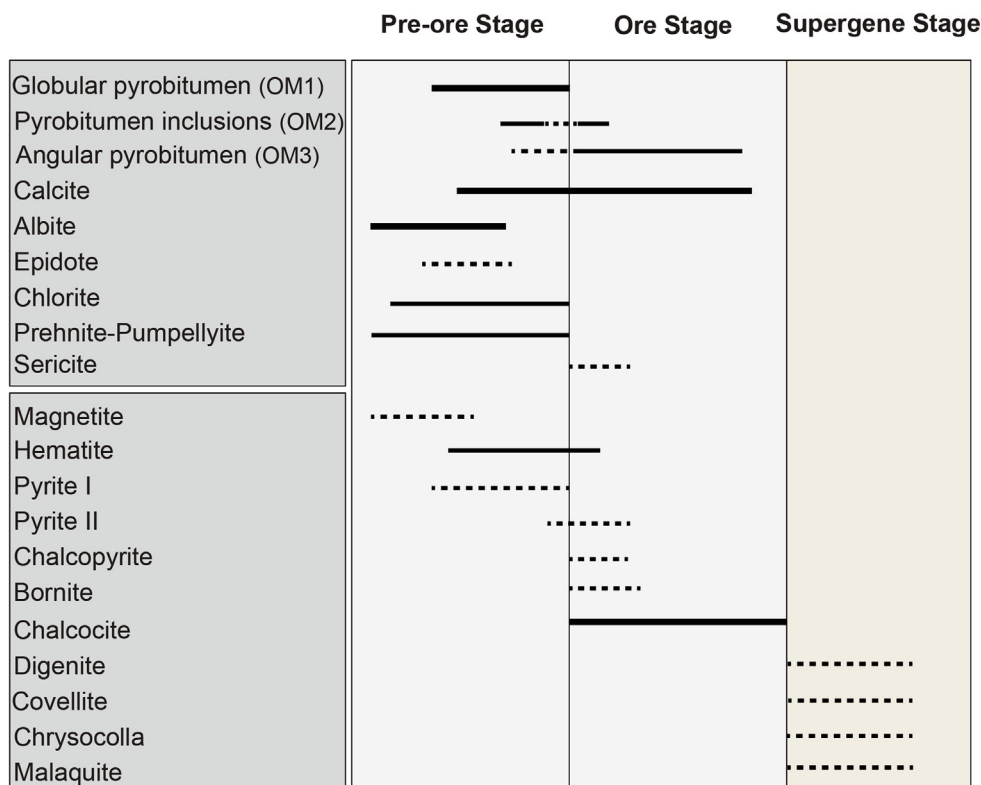 Pre-ore Stage Ore Stage Supergene Stage
Globular pyrobitumen (OM1)
Pyrobitumen inclusions (OM2)
Angular pyrobitumen (OM3)
Calcite
Albite
Epidote
Chlorite
Prehnite-Pumpellyite
Sericite
Magnetite
Hematite
Pyrite I
Pyrite II
Chalcopyrite
Bornite
Chalcocite
Digenite
Covellite
Chrysocolla
Malaquite